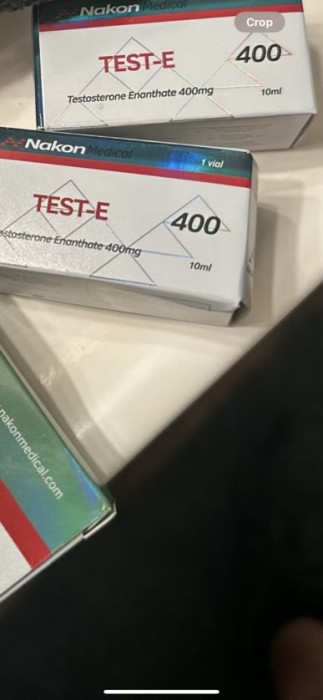 Nakon Medical
Crop
TEST-E
400
Testosterone Enanthate 400mg
10ml
Nakon Medical
1 vial
TEST-E
400
stosterone Enanthate 400mg
10ml
nakonmedical.com